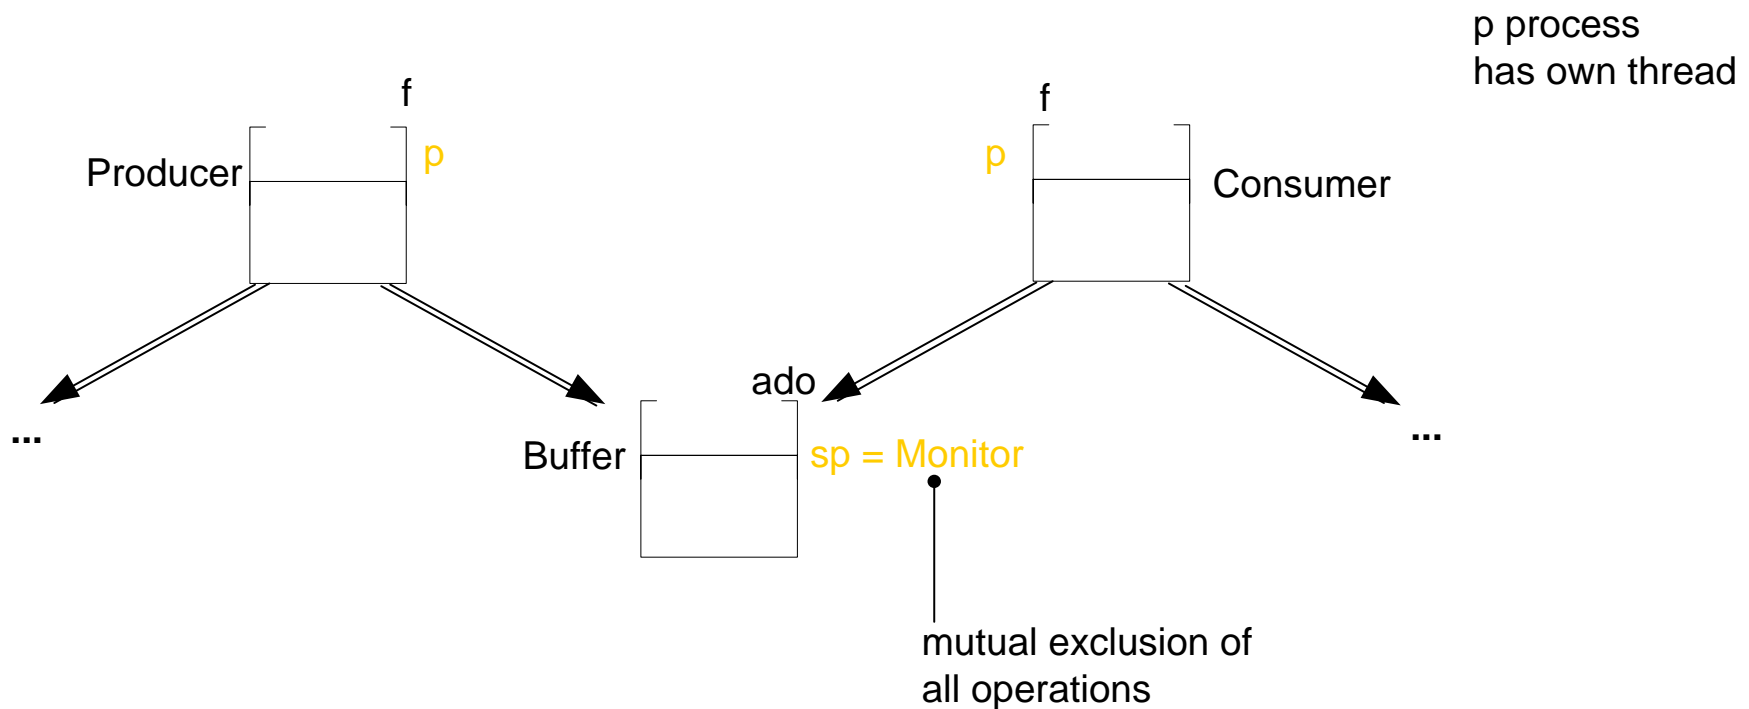 p process
has own thread
f
f
Producer
p
p
Consumer
ado
...
...
Buffer
sp = Monitor
mutual exclusion of
all operations